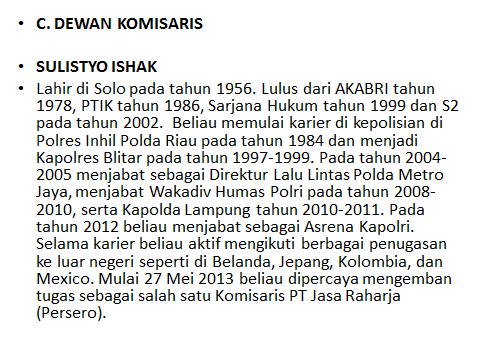 • C. DEWAN KOMISARIS
• SULISTYO ISHAK
• Lahir di Solo pada tahun 1956. Lulus dari AKABRI tahun
1978, PTIK tahun 1986, Sarjana Hukum tahun 1999 dan S2
pada tahun 2002. Beliau memulai karier di kepolisian di
Polres Inhil Polda Riau pada tahun 1984 dan menjadi
Kapolres Blitar pada tahun 1997-1999. Pada tahun 2004-
2005 menjabat sebagai Direktur Lalu Lintas Polda Metro
Jaya, menjabat Wakadiv Humas Polri pada tahun 2008-
2010, serta Kapolda Lampung tahun 2010-2011. Pada
tahun 2012 beliau menjabat sebagai Asrena Kapolri.
Selama karier beliau aktif mengikuti berbagai penugasan
ke luar negeri seperti di Belanda, Jepang, Kolombia, dan
Mexico. Mulai 27 Mei 2013 beliau dipercaya mengemban
tugas sebagai salah satu Komisaris PT Jasa Raharja
(Persero).